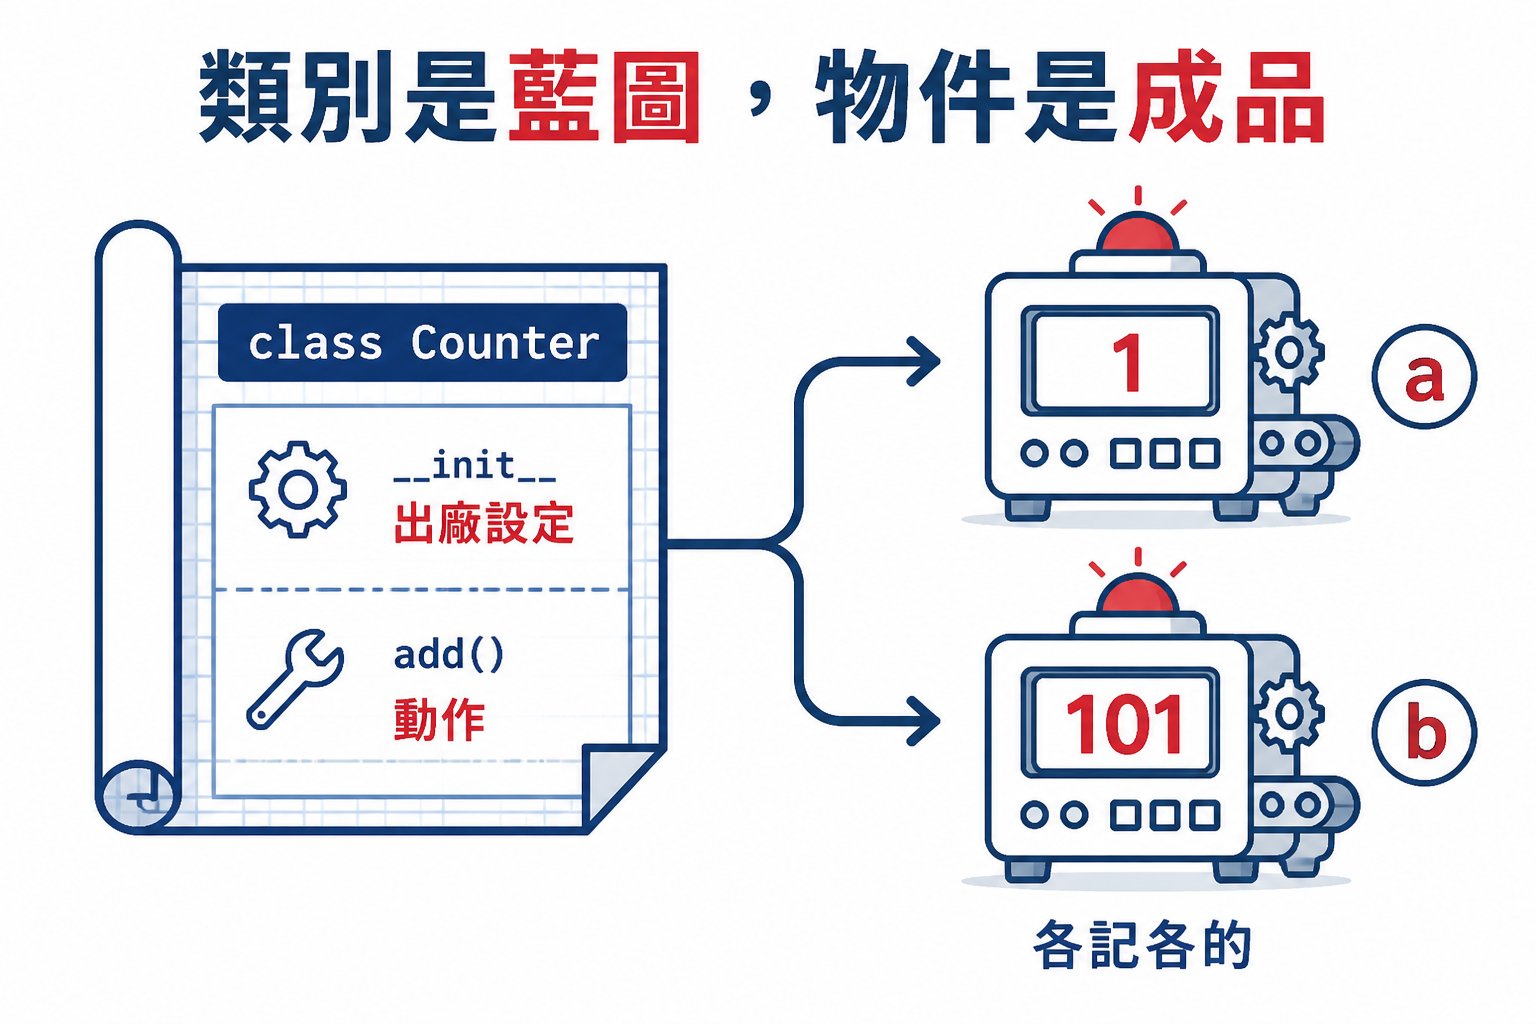 類別是藍圖，物件是成品
class Counter
__init__
出廠設定
add()
動作
1
a
101
b
各記各的